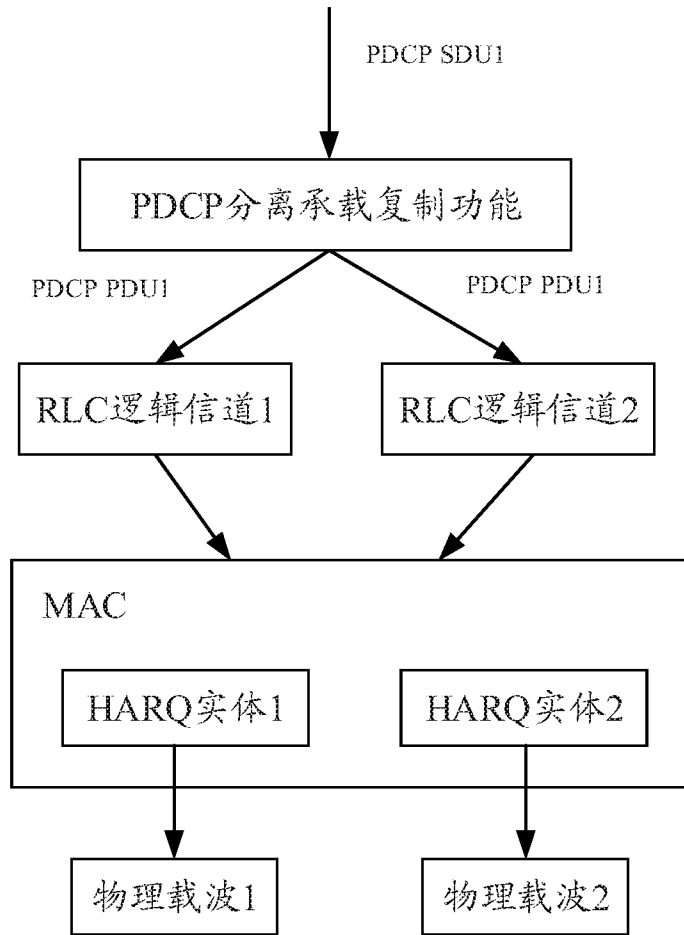 PDCP SDU1
PDCP分离承载复制功能
PDCP PDU1
PDCP PDU1
RLC逻辑信道1
RLC逻辑信道2
MAC
HARQ实体1
HARQ实体2
物理载波1
物理载波2